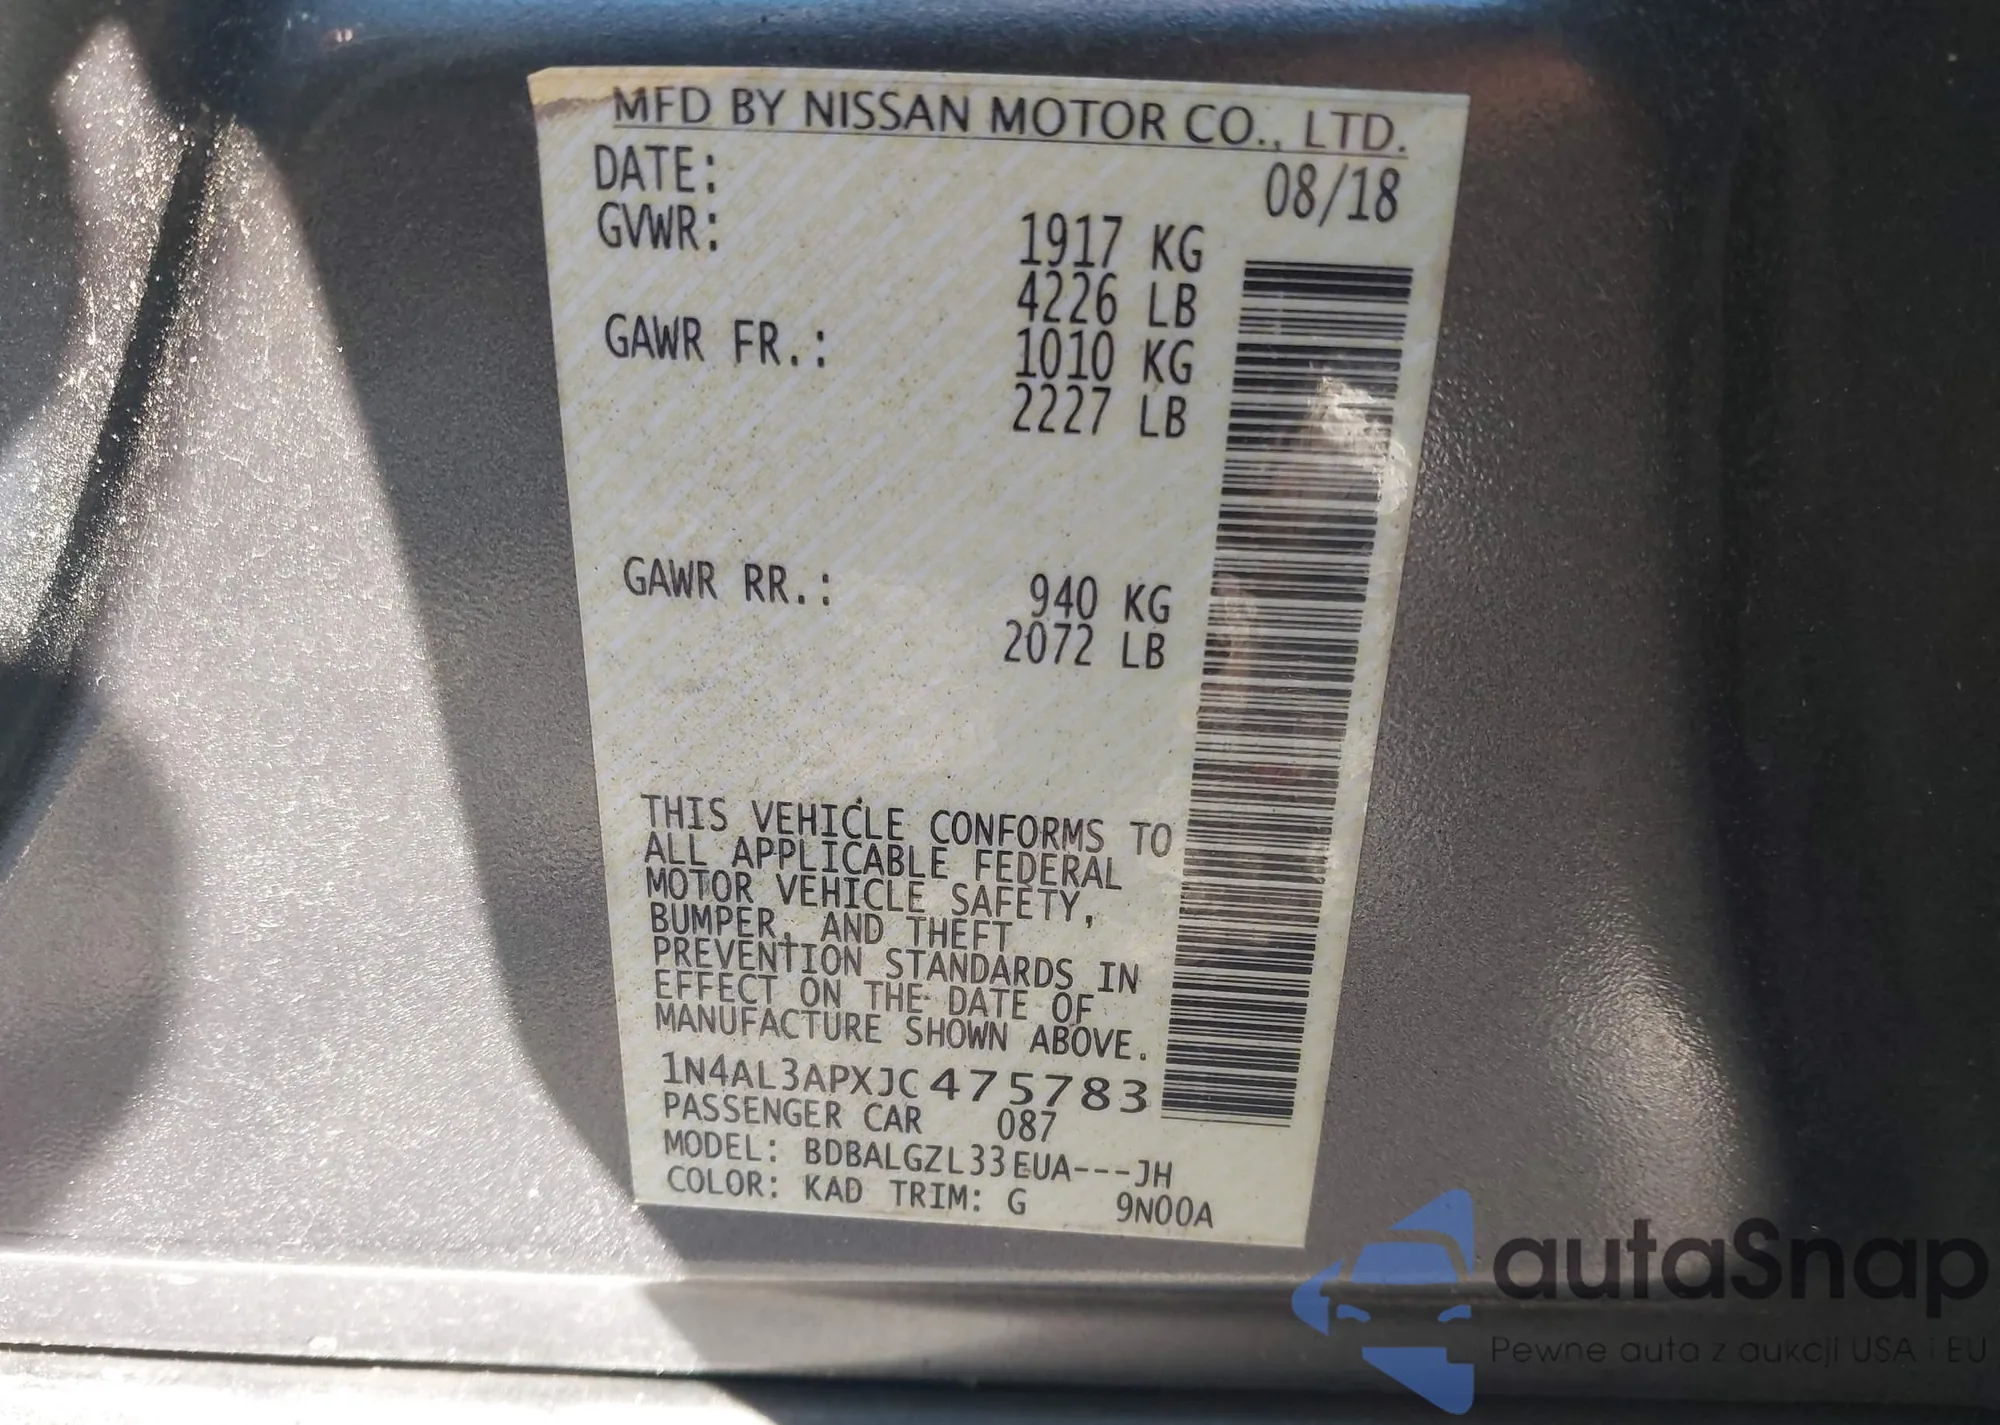 MFD BY NISSAN MOTOR CO., LTD.
DATE: 08/18
GVWR: 1917 KG
4226 LB
GAWR FR.: 1010 KG
2227 LB
GAWR RR.: 940 KG
2072 LB
THIS VEHICLE CONFORMS TO
ALL APPLICABLE FEDERAL
MOTOR VEHICLE SAFETY,
BUMPER, AND THEFT
PREVENTION STANDARDS IN
EFFECT ON THE DATE OF
MANUFACTURE SHOWN ABOVE.
1N4AL3APXJC475783
PASSENGER CAR 087
MODEL: BDBALGZL33EUA---JH
COLOR: KAD TRIM: G 9N00A
autaSnap
Pewne auta z aukcji USA i EU